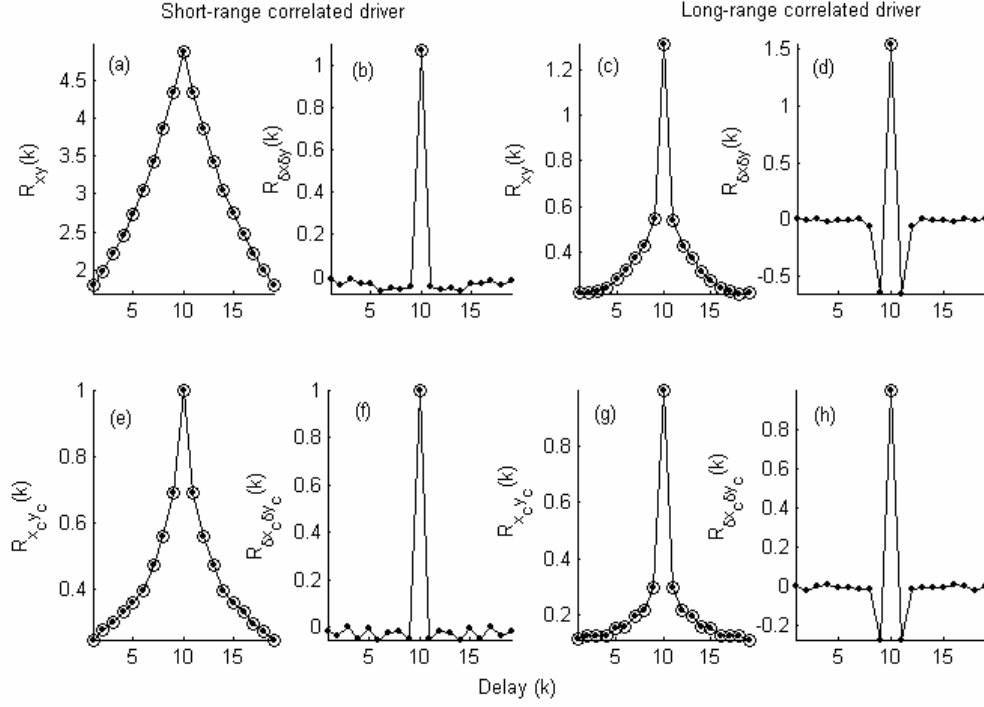 Short-range correlated driver
Long-range correlated driver
(a)
(b)
(c)
(d)
4.5
4
3.5
3
2.5
2
R_xy(k)
5 10 15
1
0.8
0.6
0.4
0.2
0
R_δxδy(k)
5 10 15
1.2
1
0.8
0.6
0.4
R_xy(k)
5 10 15
1.5
1
0.5
0
-0.5
R_δxδy(k)
5 10 15
(e)
(f)
(g)
(h)
1
0.8
0.6
0.4
R_x_cy_c(k)
5 10 15
1
0.8
0.6
0.4
0.2
0
R_δx_cδy_c(k)
5 10 15
0.8
0.6
0.4
0.2
R_x_cy_c(k)
5 10 15
0.8
0.6
0.4
0.2
0
-0.2
R_δx_cδy_c(k)
5 10 15
Delay (k)